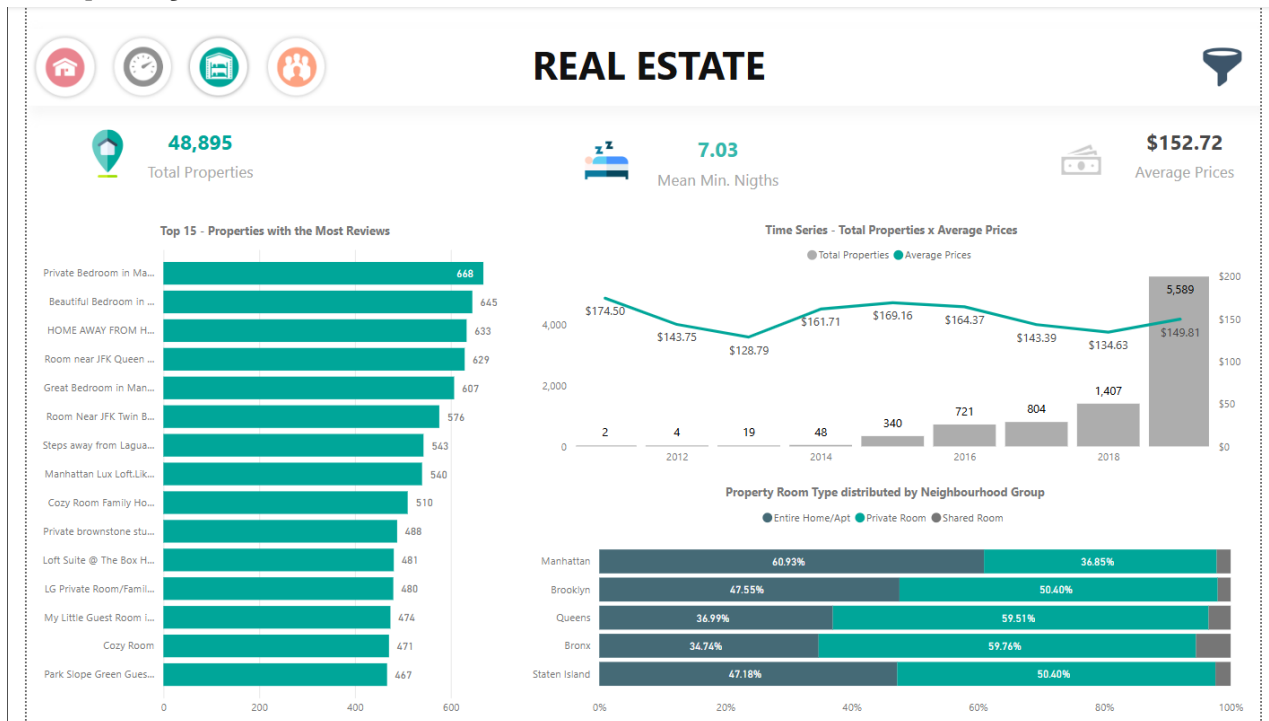 REAL ESTATE
48,895
Total Properties
7.03
Mean Min. Nigths
$152.72
Average Prices
Top 15 - Properties with the Most Reviews
Private Bedroom in Ma... 668
Beautiful Bedroom in ... 645
HOME AWAY FROM H... 633
Room near JFK Queen ... 629
Great Bedroom in Man... 607
Room Near JFK Twin B... 576
Steps away from Lagua... 543
Manhattan Lux Loft.Lik... 540
Cozy Room Family Ho... 510
Private brownstone stu... 488
Loft Suite @ The Box H... 481
LG Private Room/Famil... 480
My Little Guest Room i... 474
Cozy Room 471
Park Slope Green Gues... 467
0 200 400 600
Time Series - Total Properties x Average Prices
Total Properties Average Prices
4,000
2,000
0
$200
$150
$100
$50
$0
$174.50 $143.75 $128.79 $161.71 $169.16 $164.37 $143.39 $134.63 $149.81
2 4 19 48 340 721 804 1,407 5,589
2012 2014 2016 2018
Property Room Type distributed by Neighbourhood Group
Entire Home/Apt Private Room Shared Room
Manhattan 60.93% 36.85%
Brooklyn 47.55% 50.40%
Queens 36.99% 59.51%
Bronx 34.74% 59.76%
Staten Island 47.18% 50.40%
0% 20% 40% 60% 80% 100%